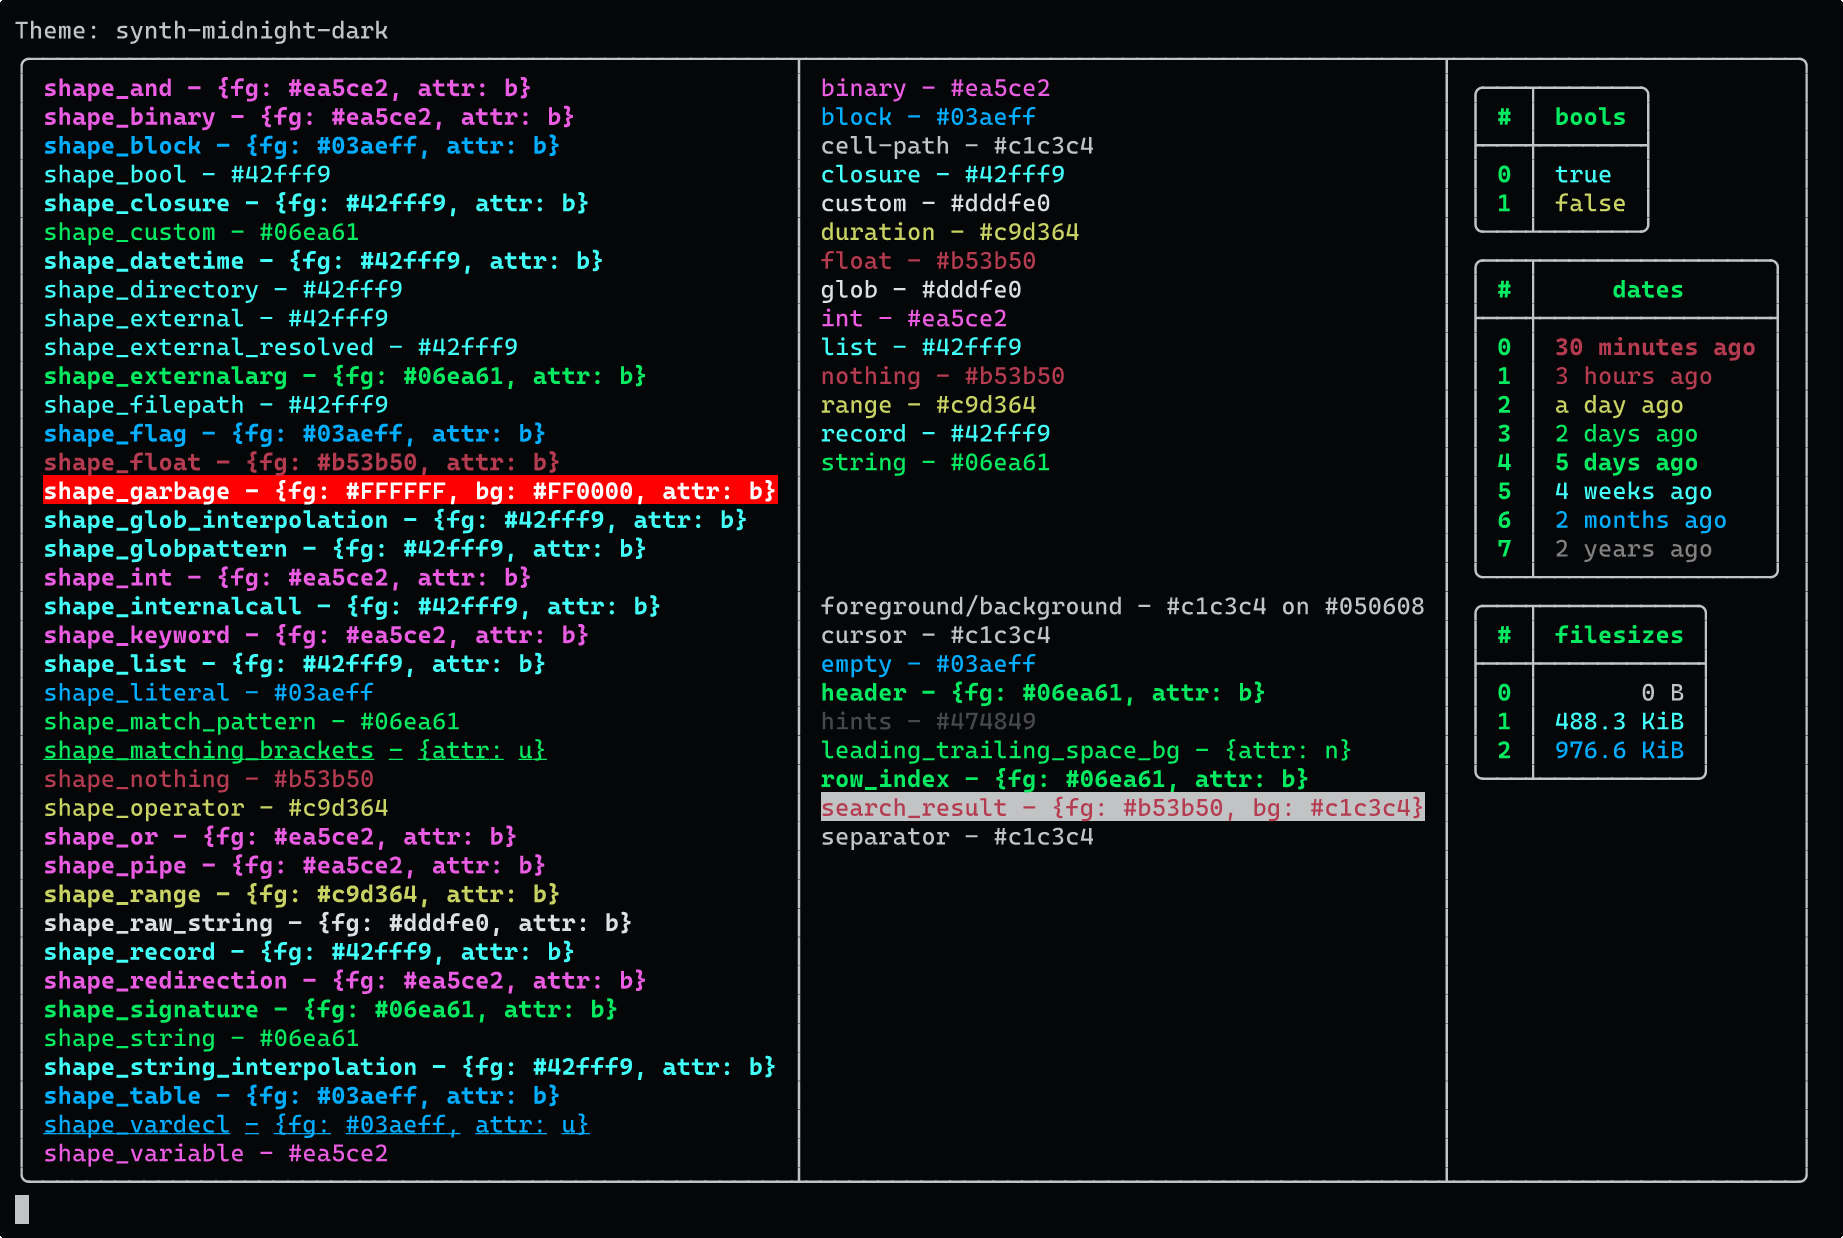 Theme: synth-midnight-dark
shape_and - {fg: #ea5ce2, attr: b}
shape_binary - {fg: #ea5ce2, attr: b}
shape_block - {fg: #03aeff, attr: b}
shape_bool - #42fff9
shape_closure - {fg: #42fff9, attr: b}
shape_custom - #06ea61
shape_datetime - {fg: #42fff9, attr: b}
shape_directory - #42fff9
shape_external - #42fff9
shape_external_resolved - #42fff9
shape_externalarg - {fg: #06ea61, attr: b}
shape_filepath - #42fff9
shape_flag - {fg: #03aeff, attr: b}
shape_float - {fg: #b53b50, attr: b}
shape_garbage - {fg: #FFFFFF, bg: #FF0000, attr: b}
shape_glob_interpolation - {fg: #42fff9, attr: b}
shape_globpattern - {fg: #42fff9, attr: b}
shape_int - {fg: #ea5ce2, attr: b}
shape_internalcall - {fg: #42fff9, attr: b}
shape_keyword - {fg: #ea5ce2, attr: b}
shape_list - {fg: #42fff9, attr: b}
shape_literal - #03aeff
shape_match_pattern - #06ea61
shape_matching_brackets - {attr: u}
shape_nothing - #b53b50
shape_operator - #c9d364
shape_or - {fg: #ea5ce2, attr: b}
shape_pipe - {fg: #ea5ce2, attr: b}
shape_range - {fg: #c9d364, attr: b}
shape_raw_string - {fg: #dddfe0, attr: b}
shape_record - {fg: #42fff9, attr: b}
shape_redirection - {fg: #ea5ce2, attr: b}
shape_signature - {fg: #06ea61, attr: b}
shape_string - #06ea61
shape_string_interpolation - {fg: #42fff9, attr: b}
shape_table - {fg: #03aeff, attr: b}
shape_vardecl - {fg: #03aeff, attr: u}
shape_variable - #ea5ce2
binary - #ea5ce2
block - #03aeff
cell-path - #c1c3c4
closure - #42fff9
custom - #dddfe0
duration - #c9d364
float - #b53b50
glob - #dddfe0
int - #ea5ce2
list - #42fff9
nothing - #b53b50
range - #c9d364
record - #42fff9
string - #06ea61
foreground/background - #c1c3c4 on #050608
cursor - #c1c3c4
empty - #03aeff
header - {fg: #06ea61, attr: b}
hints - #474849
leading_trailing_space_bg - {attr: n}
row_index - {fg: #06ea61, attr: b}
search_result - {fg: #b53b50, bg: #c1c3c4}
separator - #c1c3c4
# bools
0 true
1 false
# dates
0 30 minutes ago
1 3 hours ago
2 a day ago
3 2 days ago
4 5 days ago
5 4 weeks ago
6 2 months ago
7 2 years ago
# filesizes
0 0 B
1 488.3 KiB
2 976.6 KiB